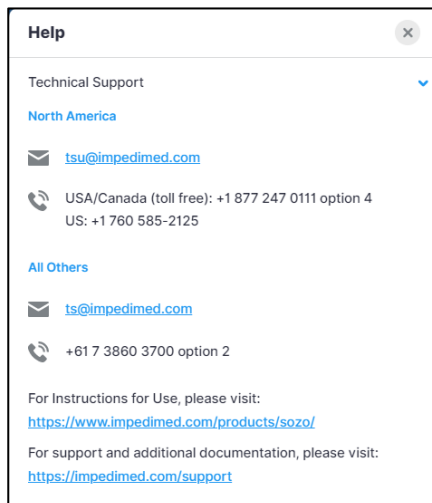 Help
Technical Support
North America
tsu@impedimed.com
USA/Canada (toll free): +1 877 247 0111 option 4
US: +1 760 585-2125
All Others
ts@impedimed.com
+61 7 3860 3700 option 2
For Instructions for Use, please visit:
https://www.impedimed.com/products/sozo/
For support and additional documentation, please visit:
https://impedimed.com/support